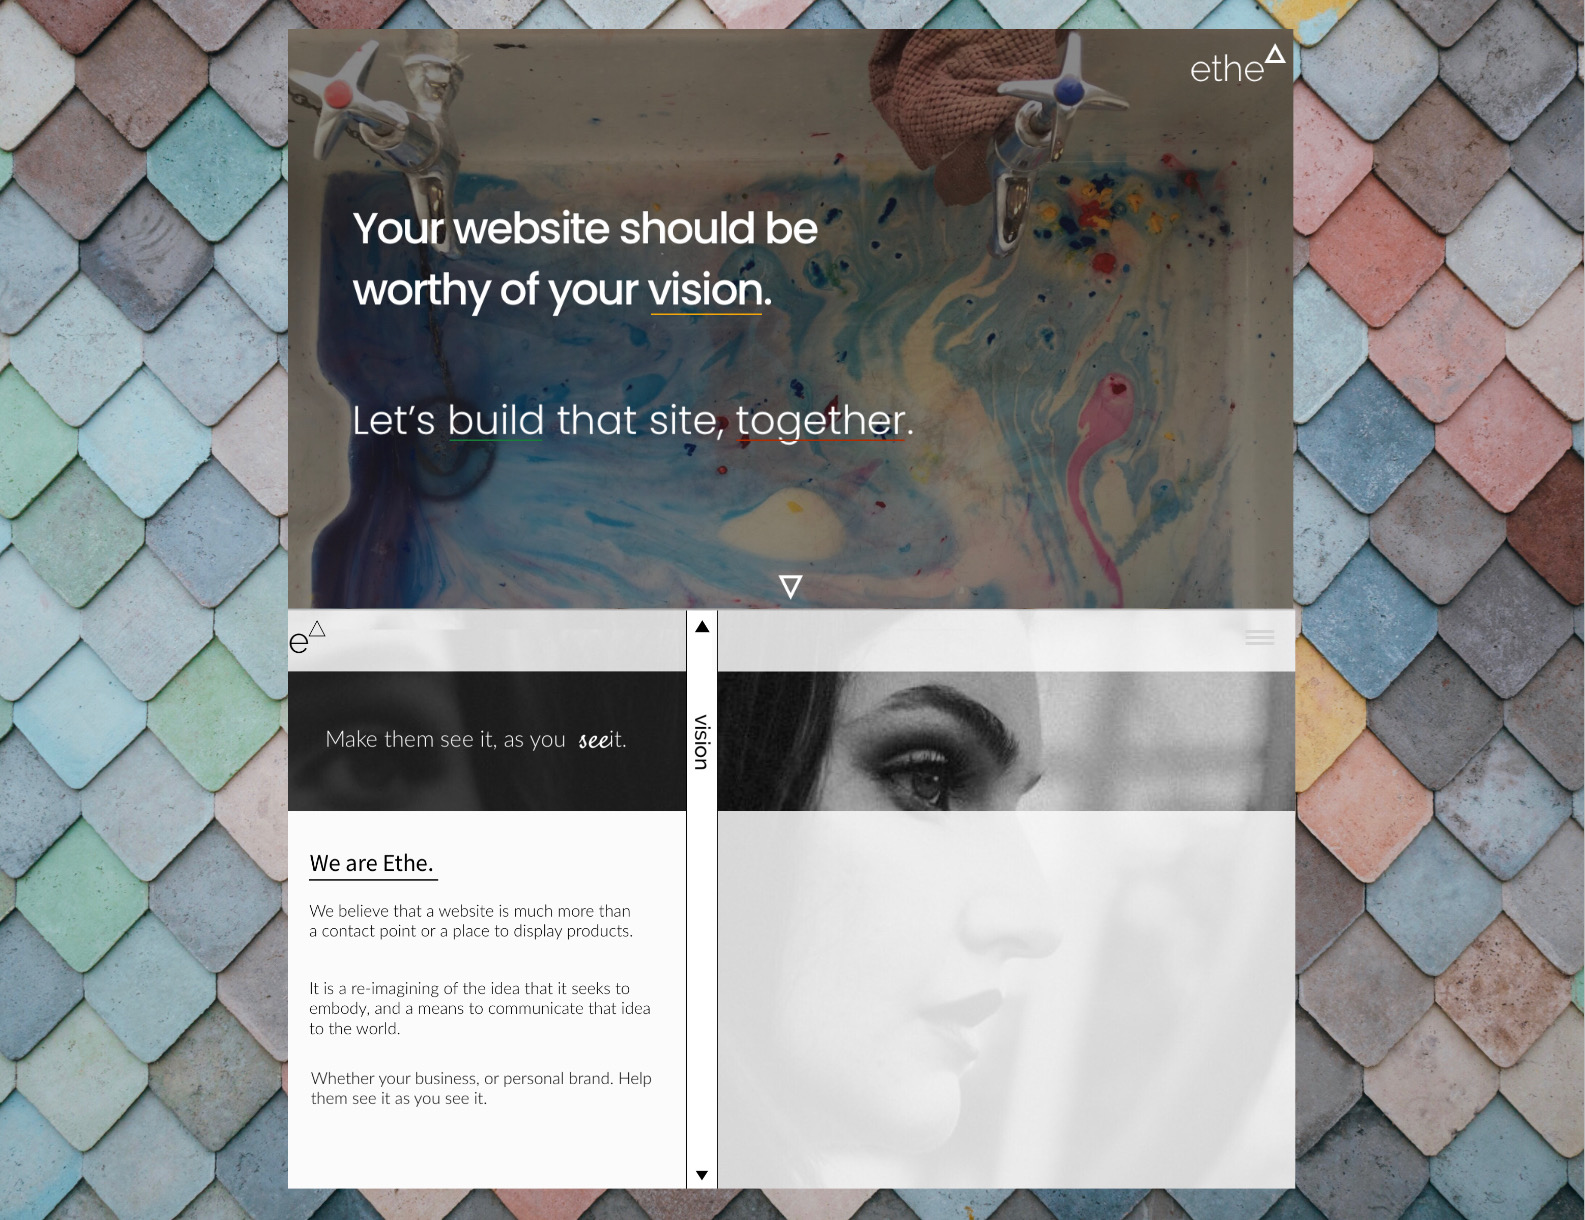 ethe
Your website should be
worthy of your vision.
Let's build that site, together.
e
Make them see it, as you seeit.
vision
We are Ethe.
We believe that a website is much more than
a contact point or a place to display products.
It is a re-imagining of the idea that it seeks to
embody, and a means to communicate that idea
to the world.
Whether your business, or personal brand. Help
them see it as you see it.